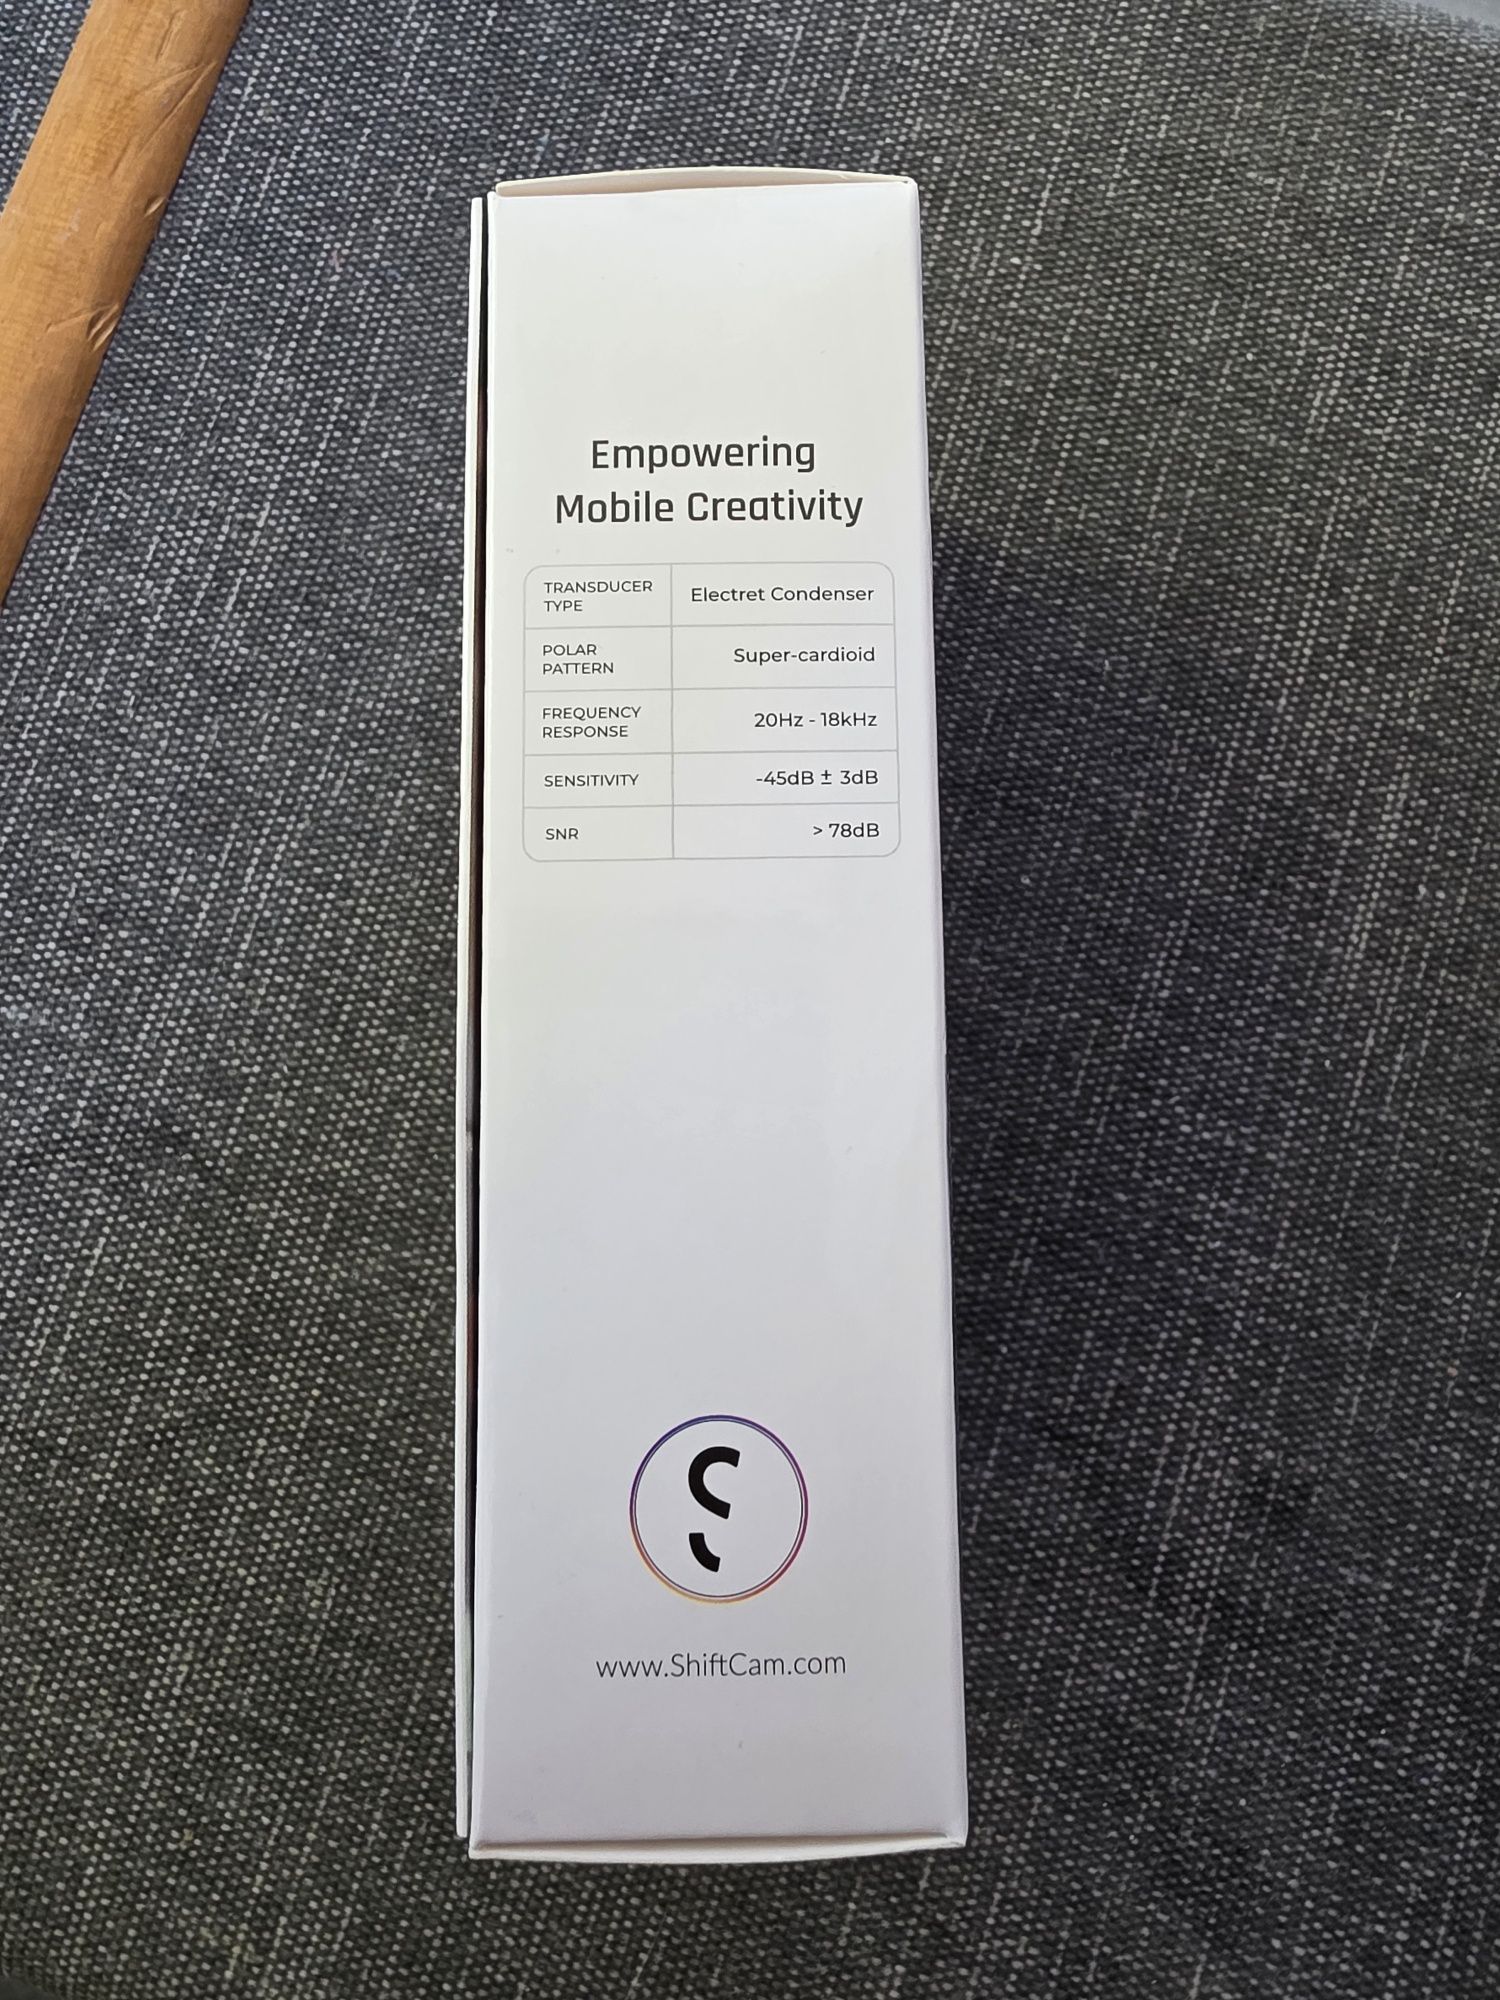 Empowering
Mobile Creativity
TRANSDUCER
TYPE
Electret Condenser
POLAR
PATTERN
Super-cardioid
FREQUENCY
RESPONSE
20Hz - 18kHz
SENSITIVITY
-45dB ± 3dB
SNR
> 78dB
www.ShiftCam.com